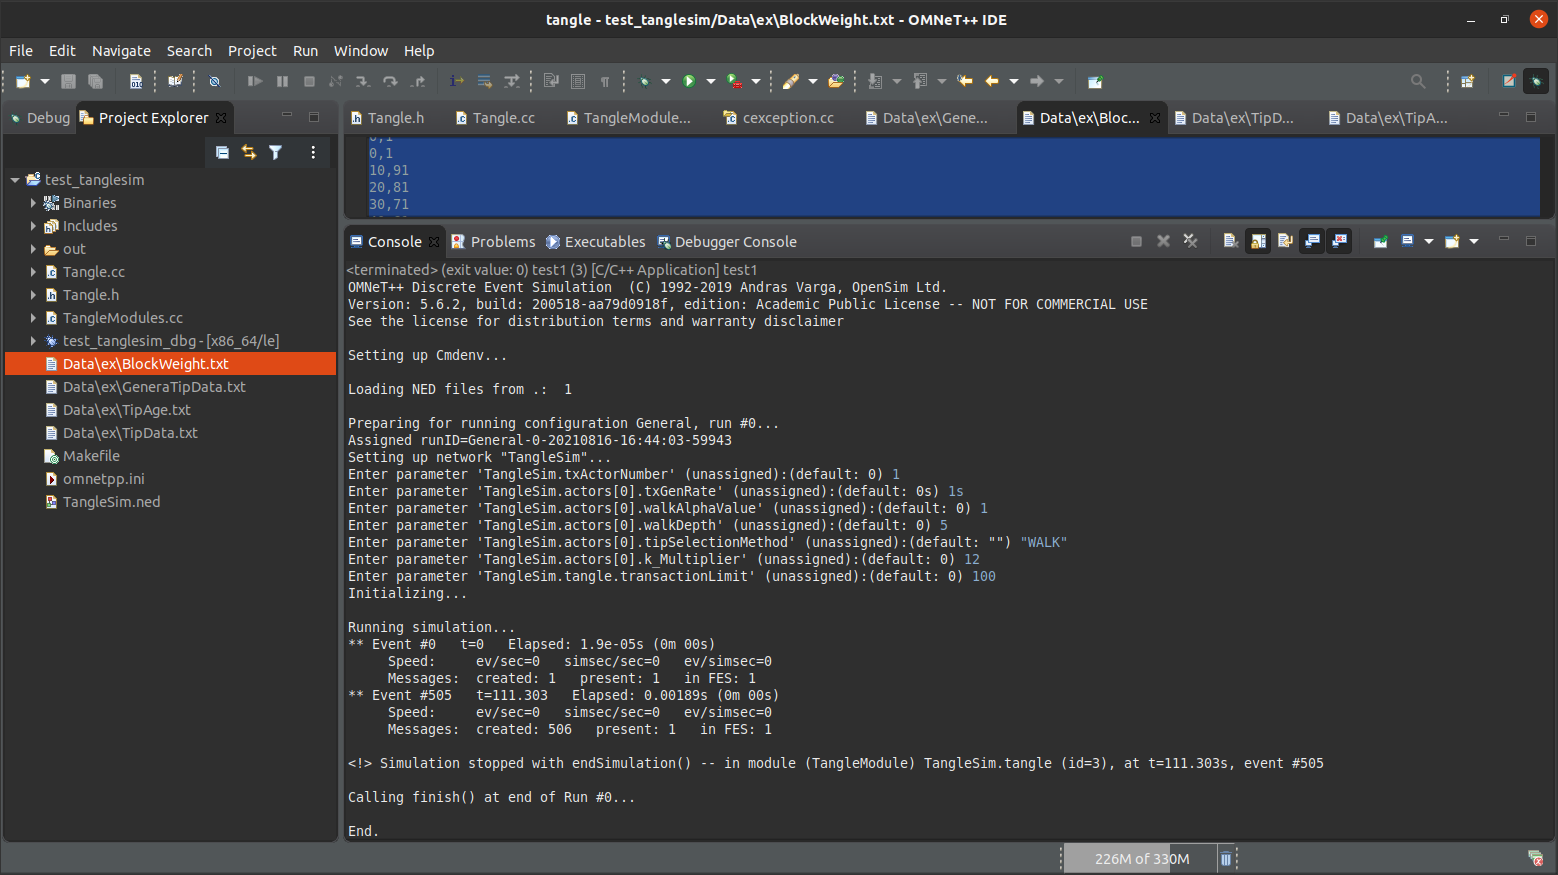 tangle - test_tanglesim/Data\ex\BlockWeight.txt - OMNeT++ IDE
File Edit Navigate Search Project Run Window Help
Debug Project Explorer
Tangle.h Tangle.cc TangleModule... cexception.cc Data\ex\Gene... Data\ex\Bloc... Data\ex\TipD... Data\ex\TipA...
test_tanglesim
Binaries
Includes
out
Tangle.cc
Tangle.h
TangleModules.cc
test_tanglesim_dbg - [x86_64/le]
Data\ex\BlockWeight.txt
Data\ex\GeneraTipData.txt
Data\ex\TipAge.txt
Data\ex\TipData.txt
Makefile
omnetpp.ini
TangleSim.ned
0,1
10,91
20,81
30,71
Console Problems Executables Debugger Console
<terminated> (exit value: 0) test1 (3) [C/C++ Application] test1
OMNeT++ Discrete Event Simulation  (C) 1992-2019 Andras Varga, OpenSim Ltd.
Version: 5.6.2, build: 200518-aa79d0918f, edition: Academic Public License -- NOT FOR COMMERCIAL USE
See the license for distribution terms and warranty disclaimer
Setting up Cmdenv...
Loading NED files from .:  1
Preparing for running configuration General, run #0...
Assigned runID=General-0-20210816-16:44:03-59943
Setting up network "TangleSim"...
Enter parameter 'TangleSim.txActorNumber' (unassigned):(default: 0) 1
Enter parameter 'TangleSim.actors[0].txGenRate' (unassigned):(default: 0s) 1s
Enter parameter 'TangleSim.actors[0].walkAlphaValue' (unassigned):(default: 0) 1
Enter parameter 'TangleSim.actors[0].walkDepth' (unassigned):(default: 0) 5
Enter parameter 'TangleSim.actors[0].tipSelectionMethod' (unassigned):(default: "") "WALK"
Enter parameter 'TangleSim.actors[0].k_Multiplier' (unassigned):(default: 0) 12
Enter parameter 'TangleSim.tangle.transactionLimit' (unassigned):(default: 0) 100
Initializing...
Running simulation...
** Event #0   t=0   Elapsed: 1.9e-05s (0m 00s)
Speed:     ev/sec=0   simsec/sec=0   ev/simsec=0
Messages:  created: 1   present: 1   in FES: 1
** Event #505   t=111.303   Elapsed: 0.00189s (0m 00s)
Speed:     ev/sec=0   simsec/sec=0   ev/simsec=0
Messages:  created: 506   present: 1   in FES: 1
<!> Simulation stopped with endSimulation() -- in module (TangleModule) TangleSim.tangle (id=3), at t=111.303s, event #505
Calling finish() at end of Run #0...
End.
226M of 330M